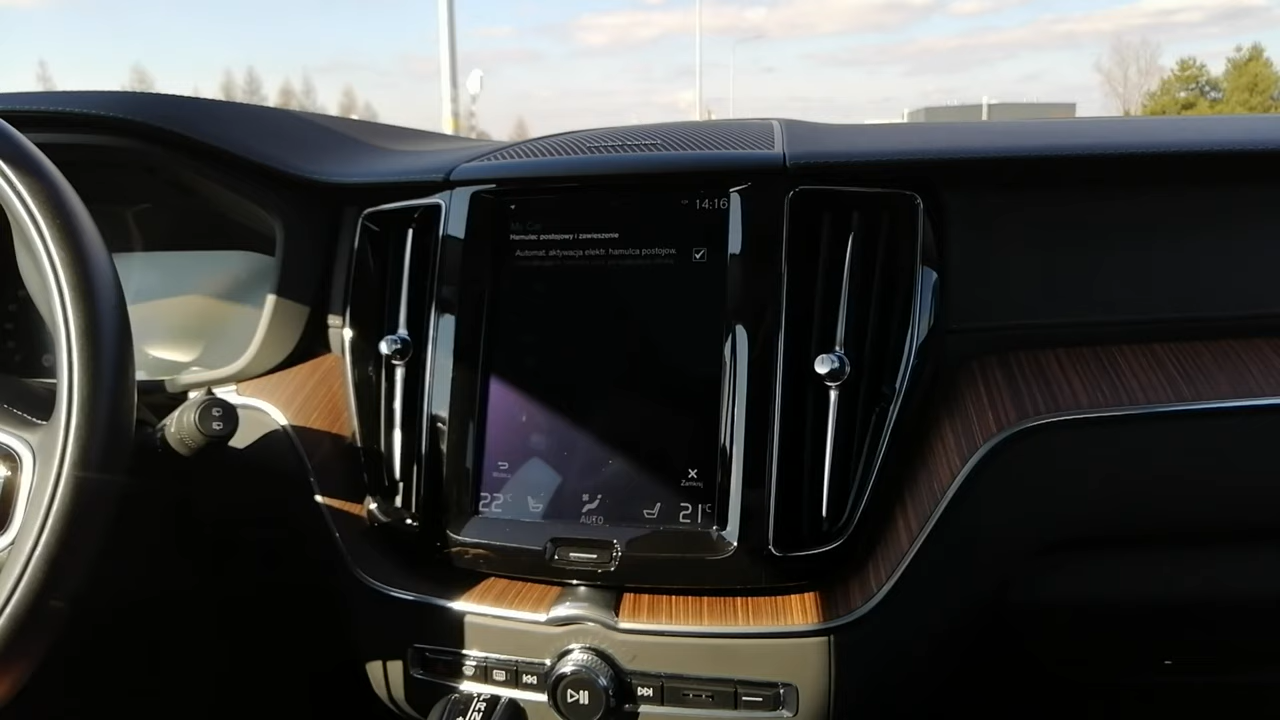 14:16
My Car
Hamulec postojowy i zawieszenie
Automat. aktywacja elektr. hamulca postojow.
Zamknij
22°C
AUTO
21°C
R
N